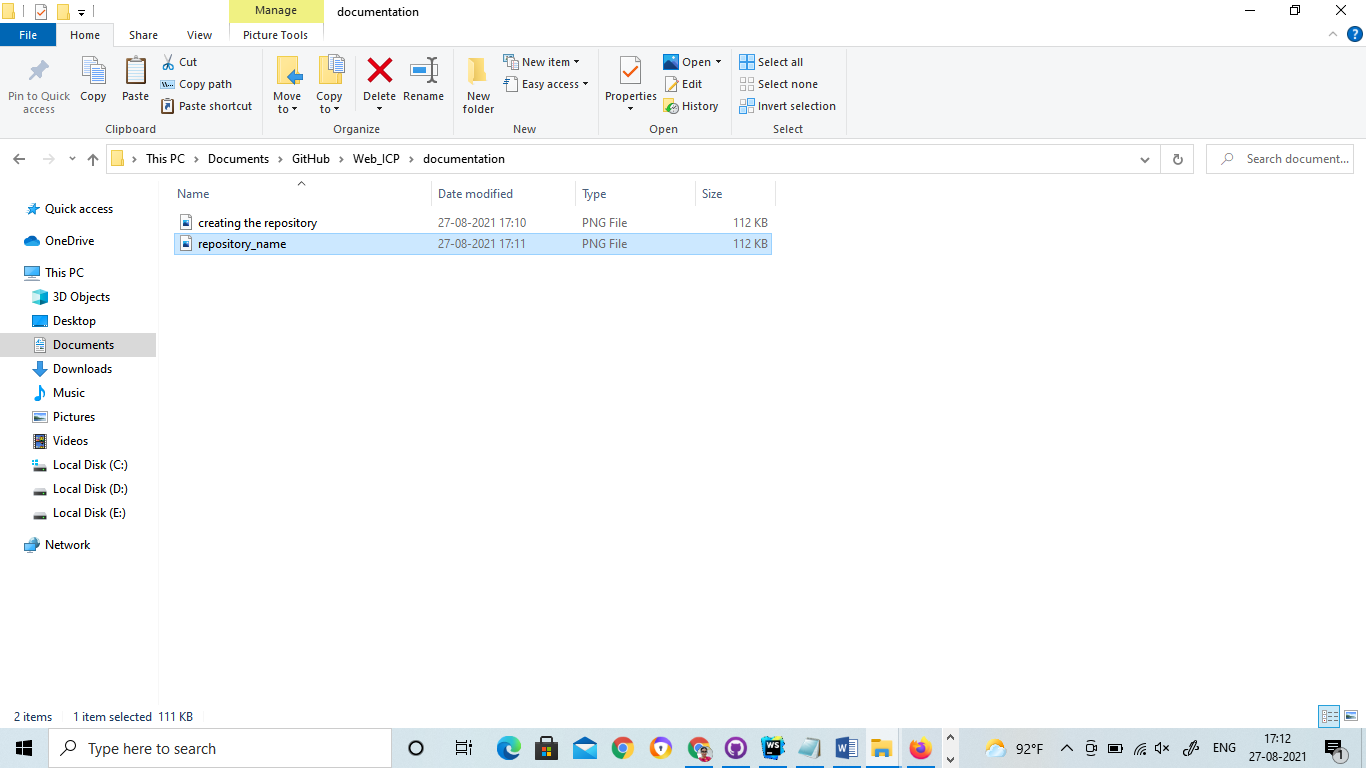 Manage
documentation
File
Home
Share
View
Picture Tools
Pin to Quick access
Copy
Paste
Cut
Copy path
Paste shortcut
Clipboard
Move to
Copy to
Delete
Rename
Organize
New folder
New item
Easy access
New
Properties
Open
Edit
History
Open
Select all
Select none
Invert selection
Select
This PC > Documents > GitHub > Web_ICP > documentation
Search document...
Name Date modified Type Size
creating the repository 27-08-2021 17:10 PNG File 112 KB
repository_name 27-08-2021 17:11 PNG File 112 KB
Quick access
OneDrive
This PC
3D Objects
Desktop
Documents
Downloads
Music
Pictures
Videos
Local Disk (C:)
Local Disk (D:)
Local Disk (E:)
Network
2 items 1 item selected 111 KB
Type here to search
WS
W
92°F
ENG
17:12
27-08-2021
1